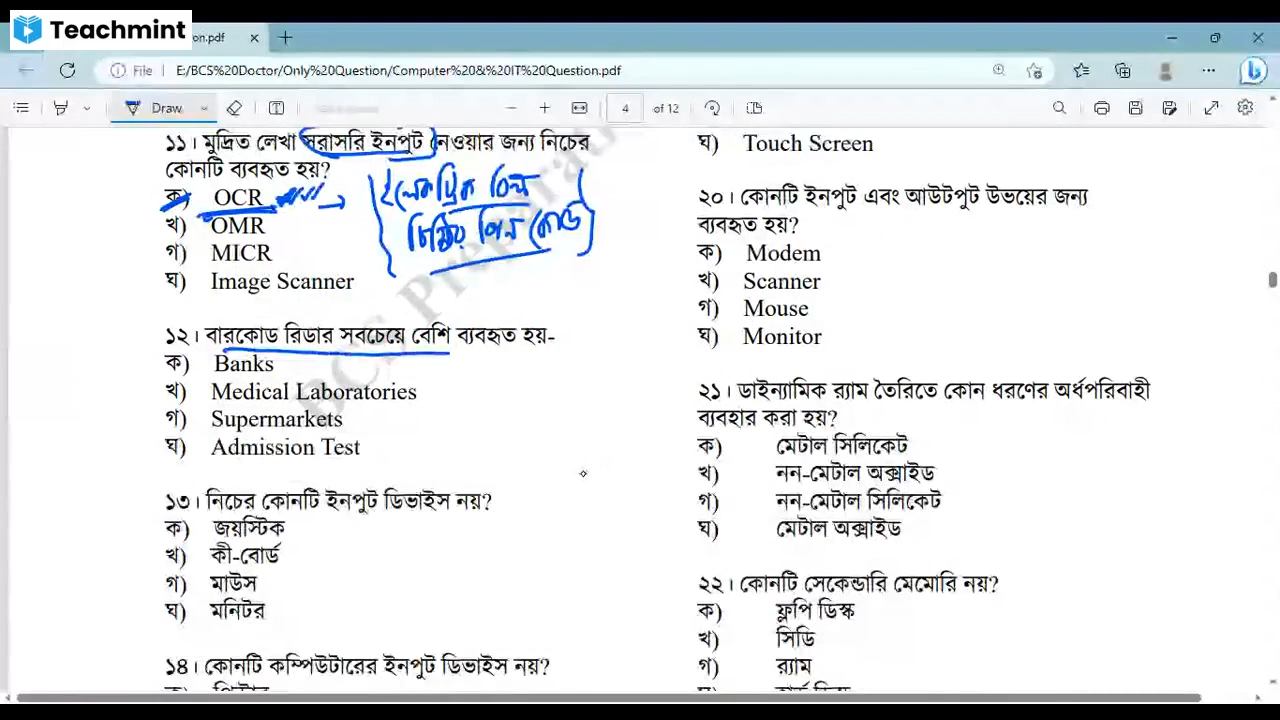 Teachmint
on.pdf
File E:/BCS%20Doctor/Only%20Question/Computer%20&%20IT%20Question.pdf
Draw 4 of 12
১১। মুদ্রিত লেখা সরাসরি ইনপুট নেওয়ার জন্য নিচের
কোনটি ব্যবহৃত হয়?
ক) OCR
ইলেকট্রিক বিল
চিঠির পিন কোড
খ) OMR
গ) MICR
ঘ) Image Scanner
১২। বারকোড রিডার সবচেয়ে বেশি ব্যবহৃত হয়-
ক) Banks
খ) Medical Laboratories
গ) Supermarkets
ঘ) Admission Test
১৩। নিচের কোনটি ইনপুট ডিভাইস নয়?
ক) জয়স্টিক
খ) কী-বোর্ড
গ) মাউস
ঘ) মনিটর
১৪। কোনটি কম্পিউটারের ইনপুট ডিভাইস নয়?
ঘ) Touch Screen
২০। কোনটি ইনপুট এবং আউটপুট উভয়ের জন্য
ব্যবহৃত হয়?
ক) Modem
খ) Scanner
গ) Mouse
ঘ) Monitor
২১। ডাইন্যামিক র‍্যাম তৈরিতে কোন ধরণের অর্ধপরিবাহী
ব্যবহার করা হয়?
ক) মেটাল সিলিকেট
খ) নন-মেটাল অক্সাইড
গ) নন-মেটাল সিলিকেট
ঘ) মেটাল অক্সাইড
২২। কোনটি সেকেন্ডারি মেমোরি নয়?
ক) ফ্লপি ডিস্ক
খ) সিডি
গ) র‍্যাম
BCS Preparat